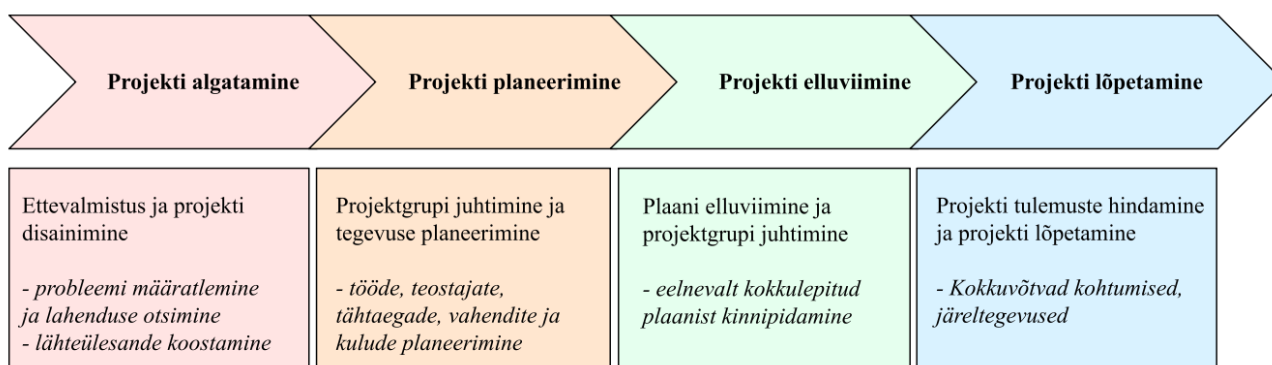 Projekti algatamine
Projekti planeerimine
Projekti elluviimine
Projekti lõpetamine
Ettevalmistus ja projekti
disainimine
- probleemi määratlemine
ja lahenduse otsimine
- lähteülesande koostamine
Projektgrupi juhtimine ja
tegevuse planeerimine
- tööde, teostajate,
tähtaegade, vahendite ja
kulude planeerimine
Plaani elluviimine ja
projektgrupi juhtimine
- eelnevalt kokkulepitud
plaanist kinnipidamine
Projekti tulemuste hindamine
ja projekti lõpetamine
- Kokkuvõtvad kohtumised,
järeltegevused